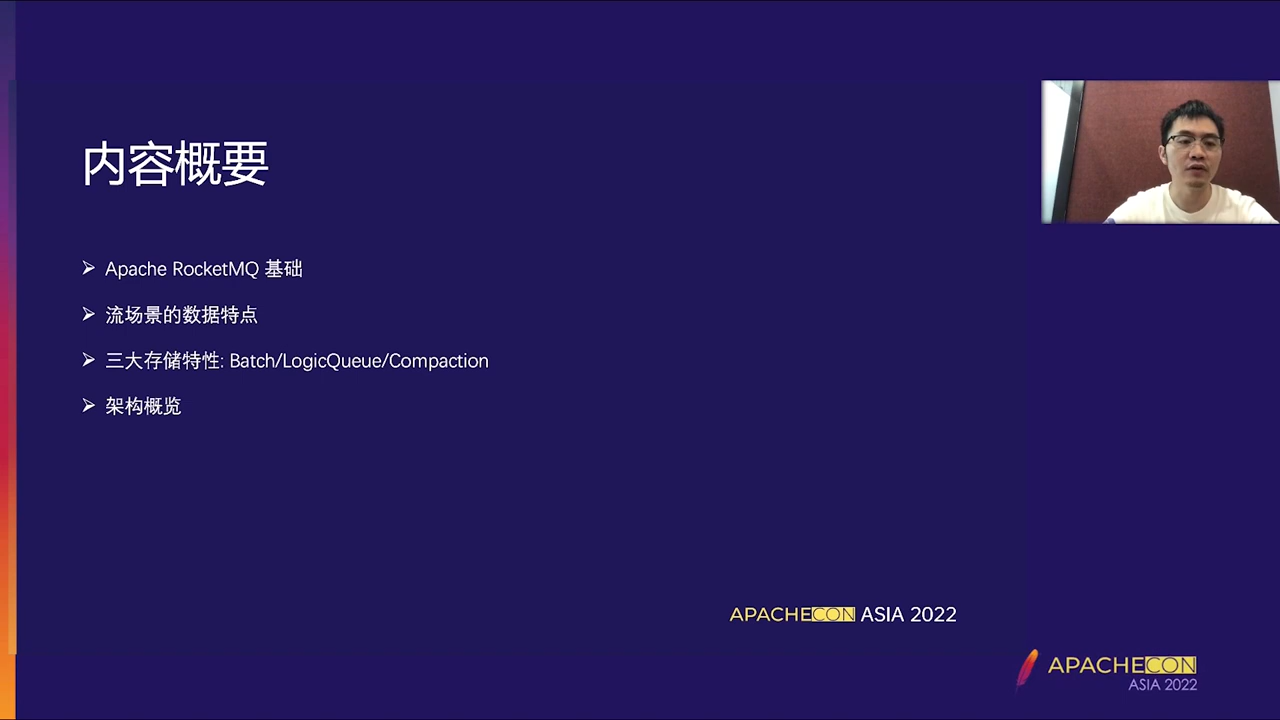 内容概要
Apache RocketMQ 基础
流场景的数据特点
三大存储特性: Batch/LogicQueue/Compaction
架构概览
APACHECON ASIA 2022
APACHECON
ASIA 2022